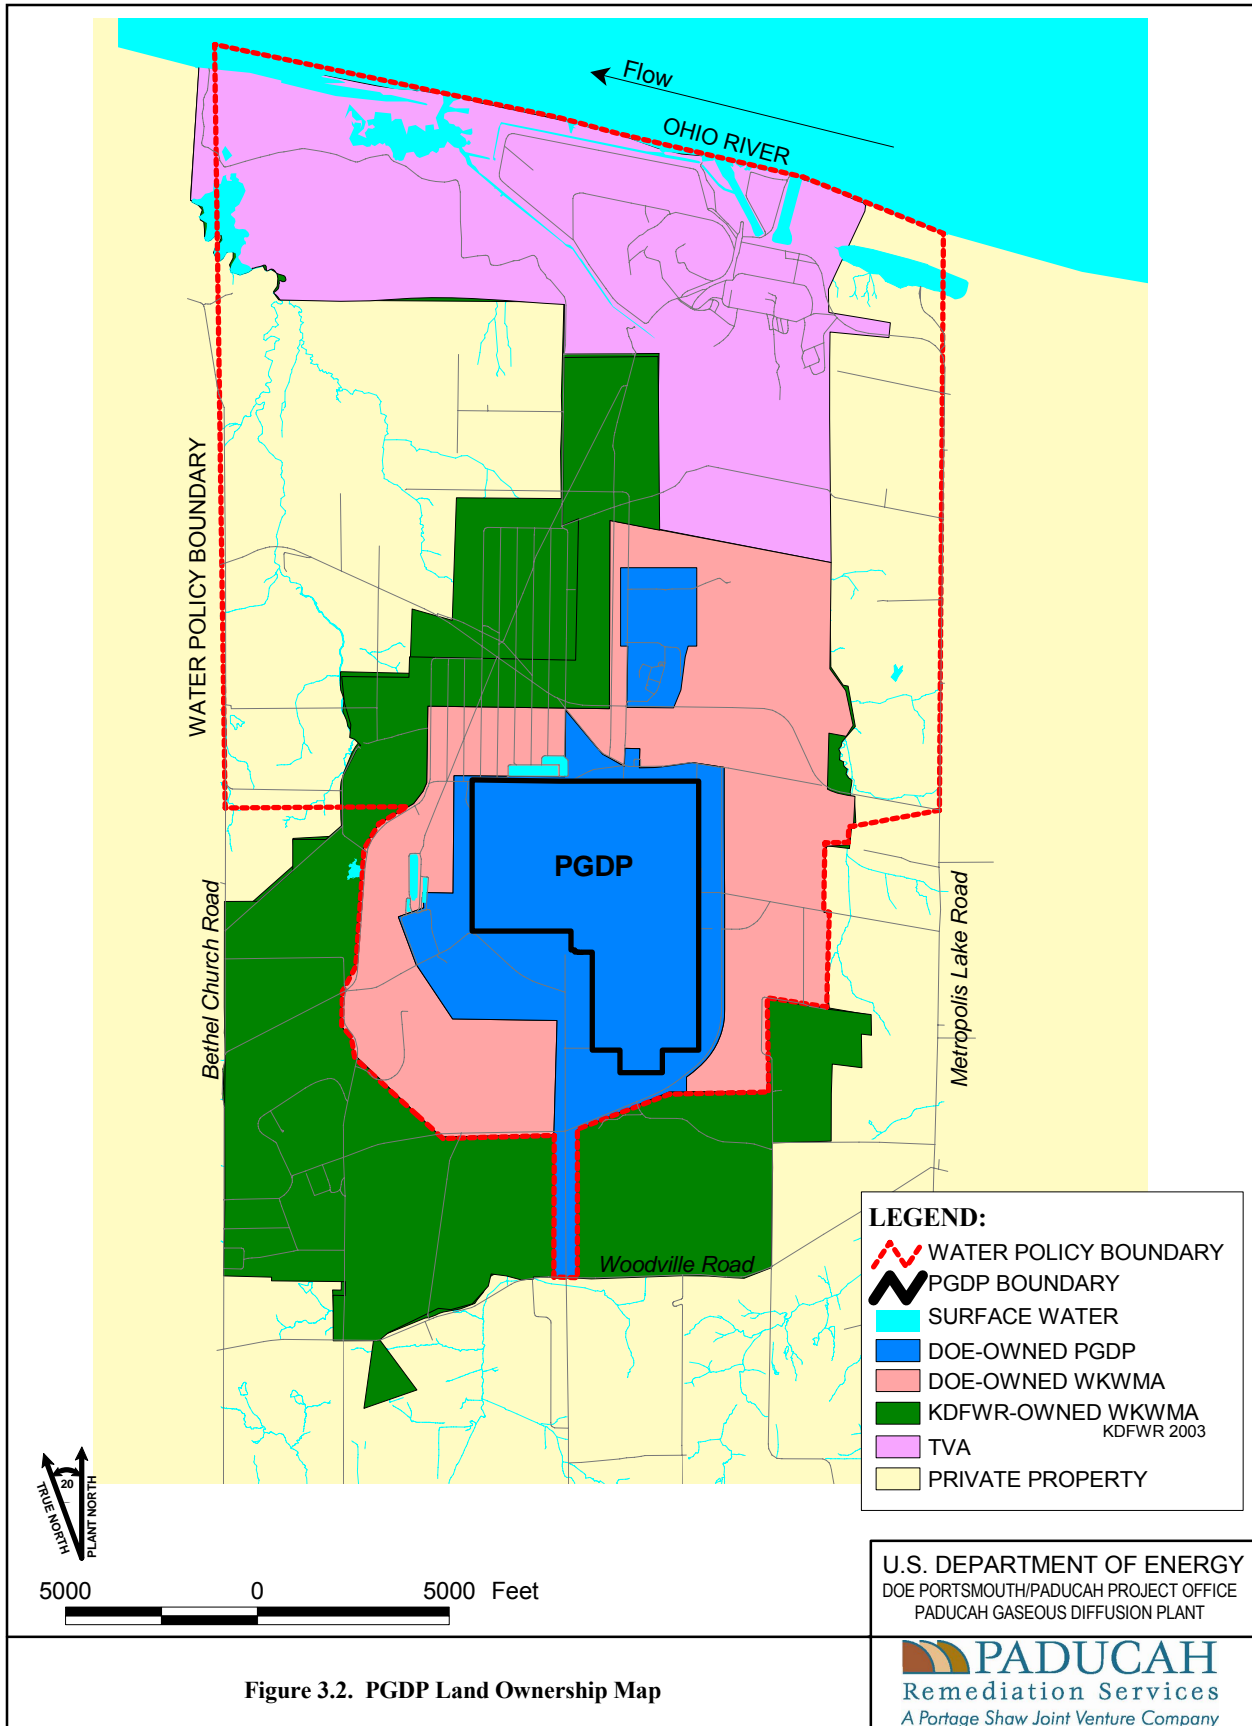 Flow
OHIO RIVER
WATER POLICY BOUNDARY
PGDP
Bethel Church Road
Metropolis Lake Road
Woodville Road
LEGEND:
WATER POLICY BOUNDARY
PGDP BOUNDARY
SURFACE WATER
DOE-OWNED PGDP
DOE-OWNED WKWMA
KDFWR-OWNED WKWMA
KDFWR 2003
TVA
PRIVATE PROPERTY
20
TRUE NORTH
PLANT NORTH
5000 0 5000 Feet
U.S. DEPARTMENT OF ENERGY
DOE PORTSMOUTH/PADUCAH PROJECT OFFICE
PADUCAH GASEOUS DIFFUSION PLANT
Figure 3.2. PGDP Land Ownership Map
PADUCAH
Remediation Services
A Portage Shaw Joint Venture Company